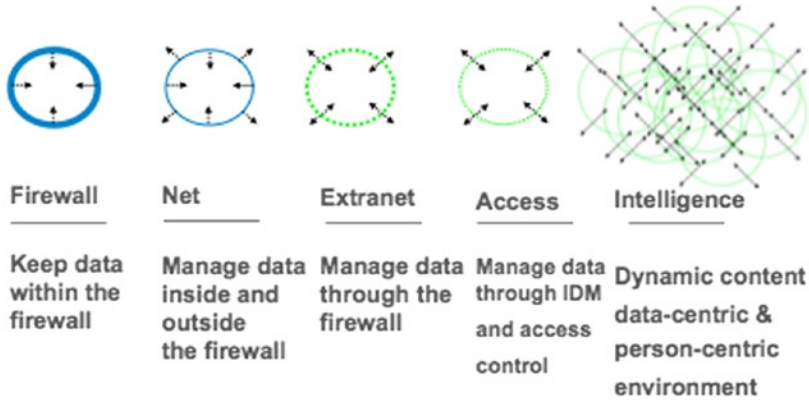 Firewall
Keep data
within the
firewall
Net
Manage data
inside and
outside
the firewall
Extranet
Manage data
through the
firewall
Access
Manage data
through IDM
and access
control
Intelligence
Dynamic content
data-centric &
person-centric
environment